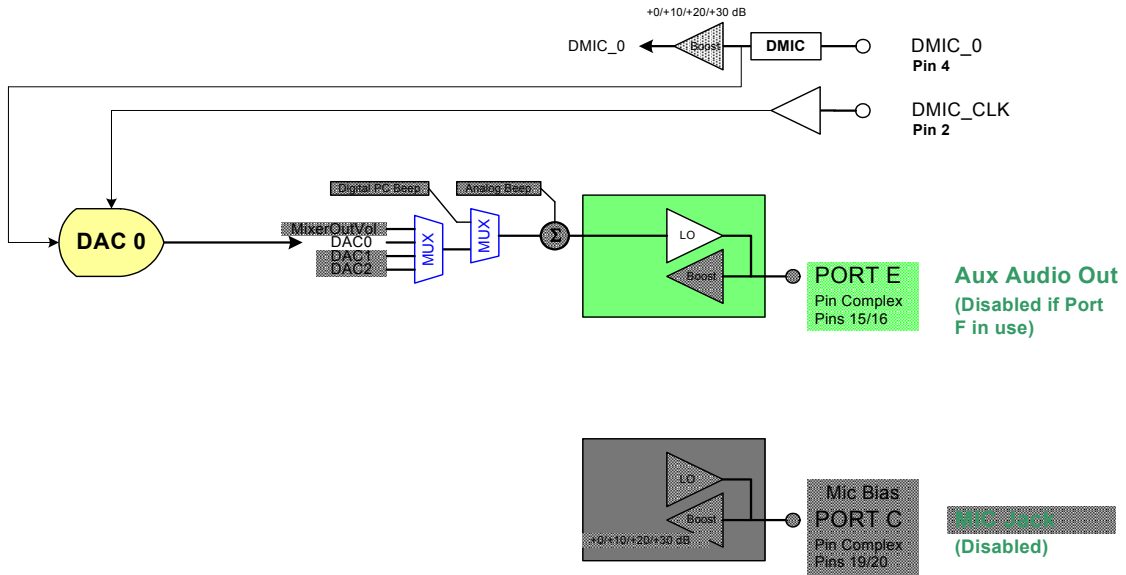 +0/+10/+20/+30 dB
DMIC_0
Boost
DMIC
DMIC_0
Pin 4
DMIC_CLK
Pin 2
Digital PC Beep
Analog Beep
DAC 0
MixerOutVol
DAC0
DAC1
DAC2
MUX
MUX
Σ
LO
Boost
PORT E
Pin Complex
Pins 15/16
Aux Audio Out
(Disabled if Port
F in use)
LO
Boost
+0/+10/+20/+30 dB
Mic Bias
PORT C
Pin Complex
Pins 19/20
MIC Jack
(Disabled)